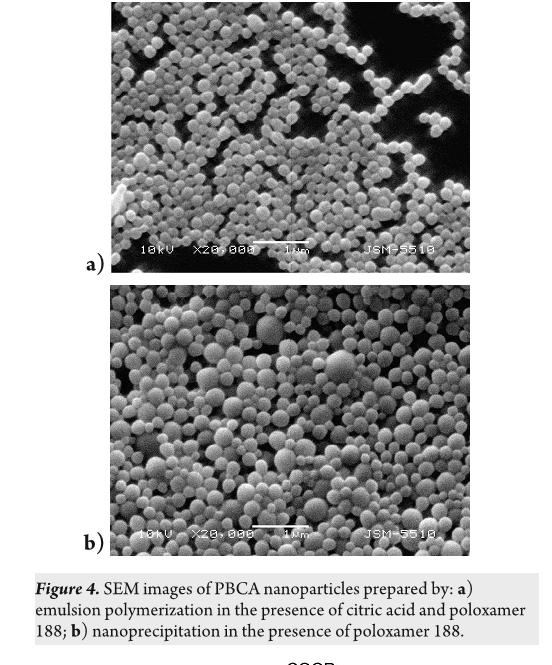 10kV X20,000 1μm JSM-5510
a)
10kV X20,000 1μm JSM-5510
b)
Figure 4. SEM images of PBCA nanoparticles prepared by: a)
emulsion polymerization in the presence of citric acid and poloxamer
188; b) nanoprecipitation in the presence of poloxamer 188.